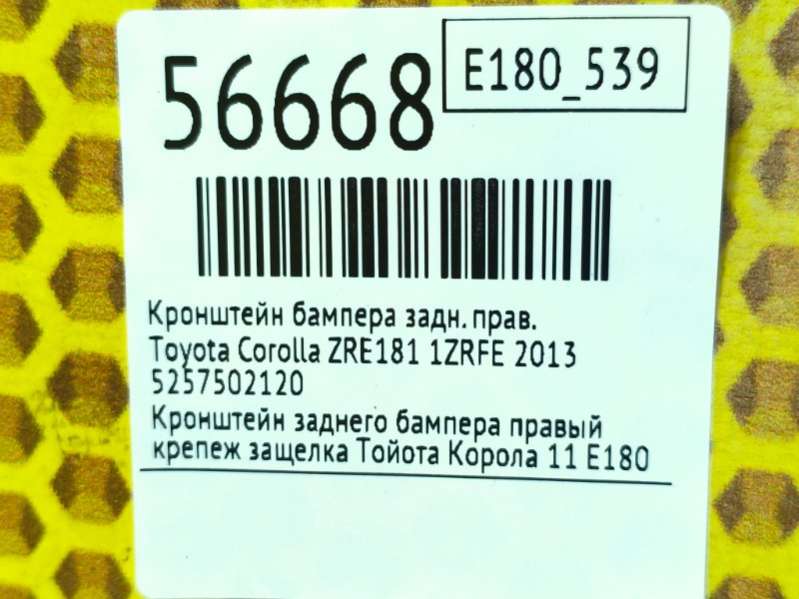 56668
E180_539
Кронштейн бампера задн. прав.
Toyota Corolla ZRE181 1ZRFE 2013
5257502120
Кронштейн заднего бампера правый
крепеж защелка Тойота Корола 11 Е180